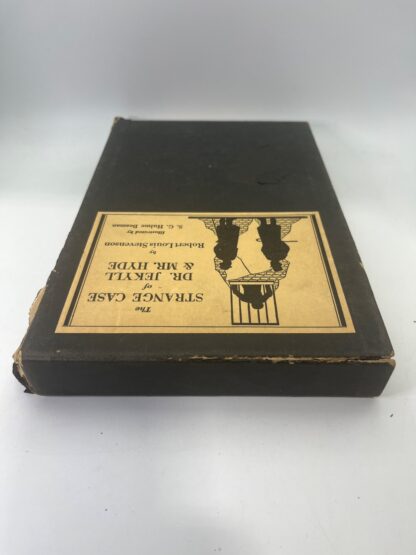 The
STRANGE CASE
of
DR. JEKYLL
& MR. HYDE
by
Robert Louis Stevenson
Illustrated by
S. G. Hulme Beaman